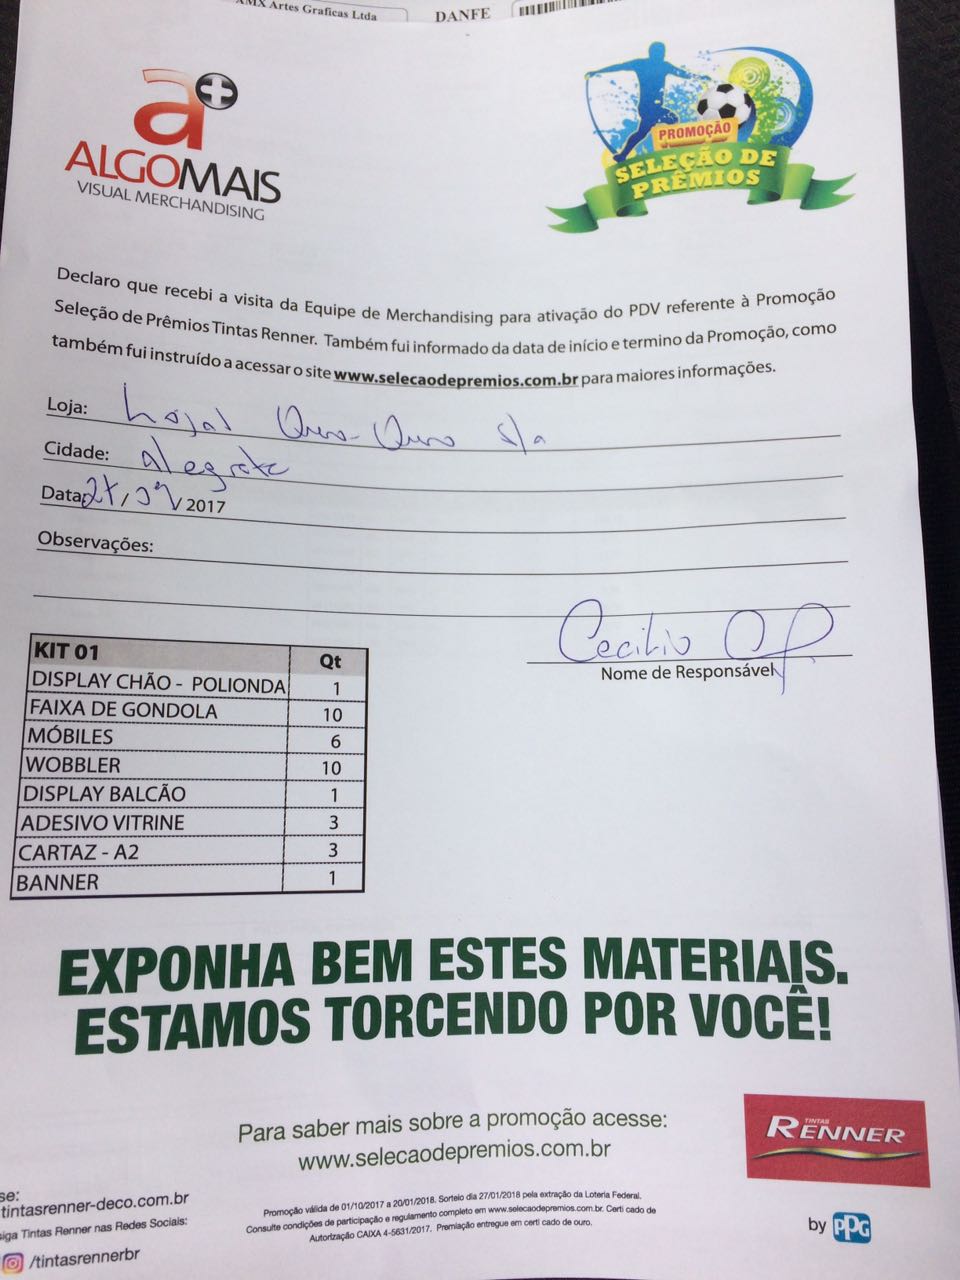 AMX Artes Graficas Ltda
DANFE
a+
ALGOMAIS
VISUAL MERCHANDISING
PROMOÇÃO
SELEÇÃO DE
PRÊMIOS
Declaro que recebi a visita da Equipe de Merchandising para ativação do PDV referente à Promoção
Seleção de Prêmios Tintas Renner. Também fui informado da data de início e termino da Promoção, como
também fui instruído a acessar o site www.selecaodepremios.com.br para maiores informações.
Loja: Lojas Quero-Quero S/a
Cidade: alegrete
Data: 27/ / 2017
Observações:
Cecilio
Nome de Responsável
KIT 01 Qt
DISPLAY CHÃO - POLIONDA 1
FAIXA DE GONDOLA 10
MÓBILES 6
WOBBLER 10
DISPLAY BALCÃO 1
ADESIVO VITRINE 3
CARTAZ - A2 3
BANNER 1
EXPONHA BEM ESTES MATERIAIS.
ESTAMOS TORCENDO POR VOCÊ!
Para saber mais sobre a promoção acesse:
www.selecaodepremios.com.br
TINTAS
RENNER
se:
tintasrenner-deco.com.br
siga Tintas Renner nas Redes Sociais:
/tintasrennerbr
Promoção válida de 01/10/2017 a 20/01/2018. Sorteio dia 27/01/2018 pela extração da Loteria Federal.
Consulte condições de participação e regulamento completo em www.selecaodepremios.com.br. Certi cado de
Autorização CAIXA 4-5631/2017. Premiação entregue em certi cado de ouro.
by PPG